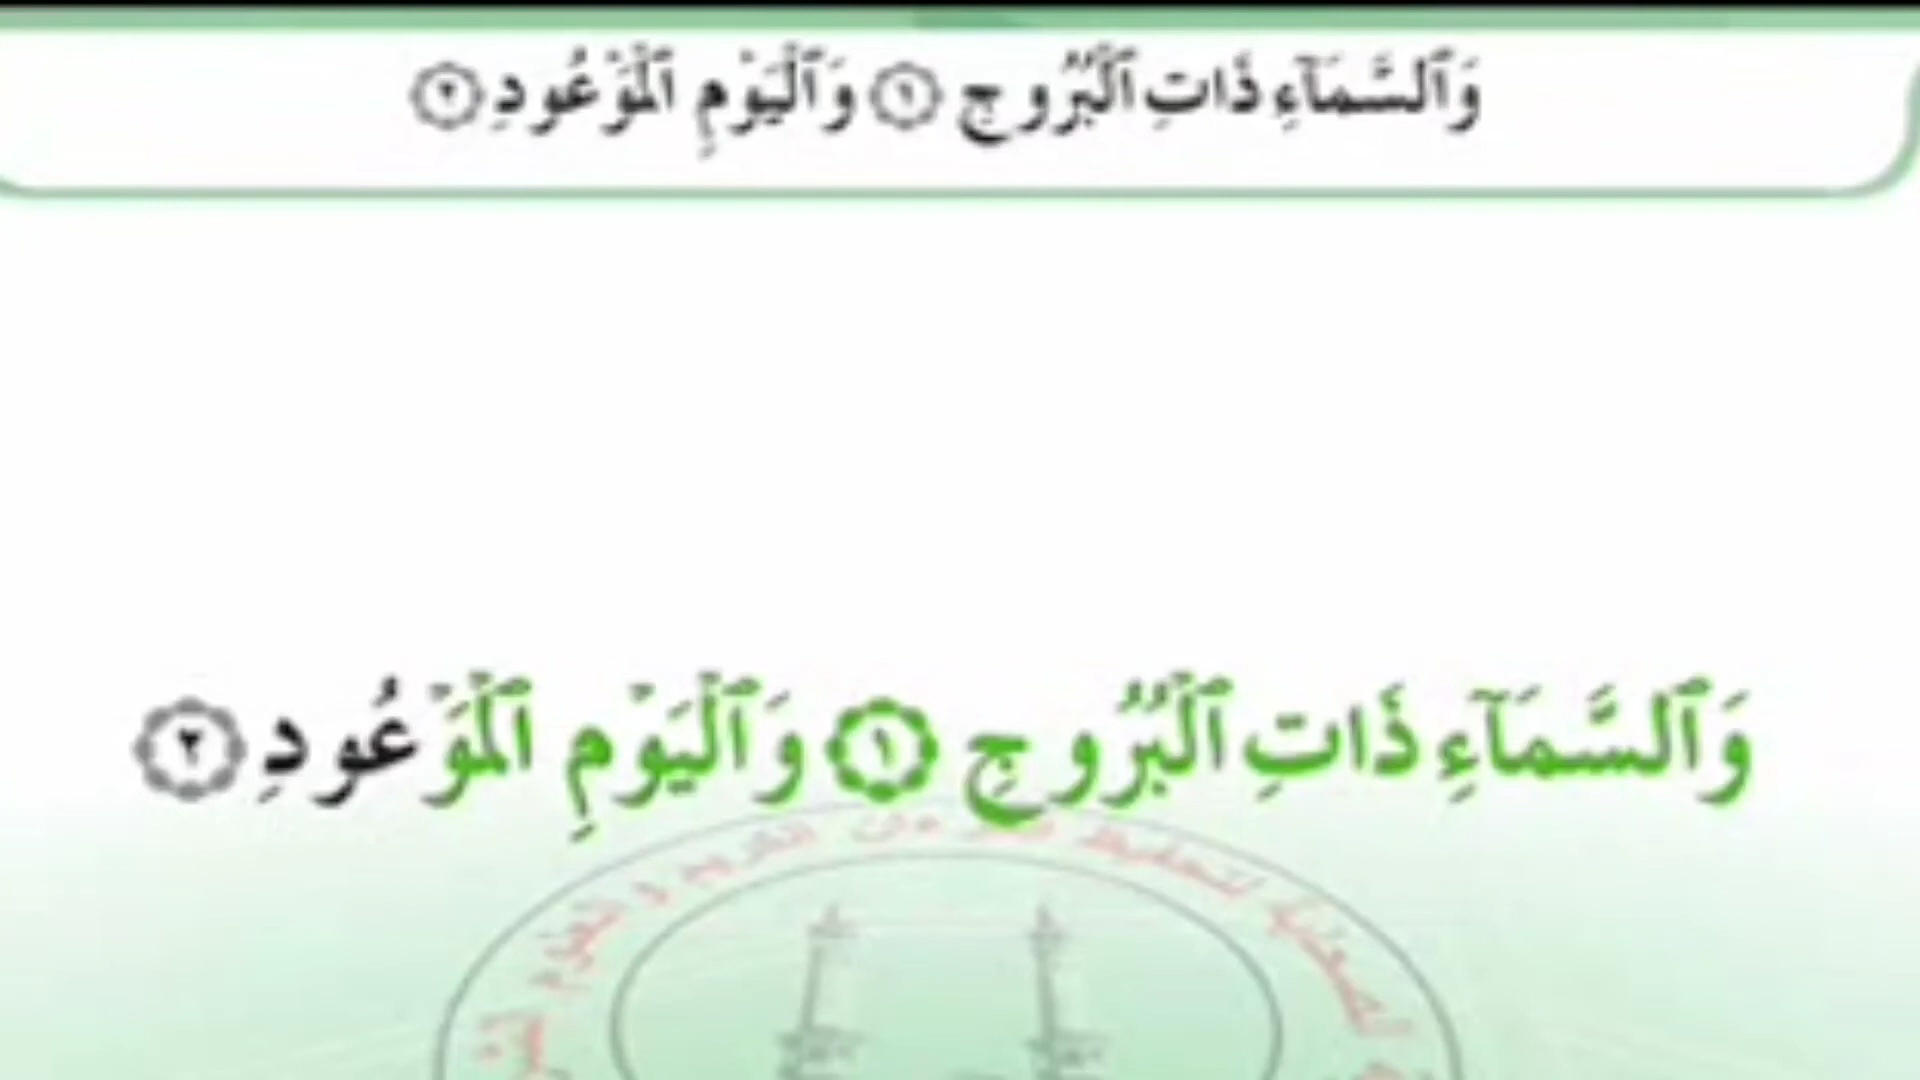 وَٱلسَّمَآءِ ذَاتِ ٱلْبُرُوجِ ١ وَٱلْيَوْمِ ٱلْمَوْعُودِ ٢
وَٱلسَّمَآءِ ذَاتِ ٱلْبُرُوجِ ١ وَٱلْيَوْمِ ٱلْمَوْعُودِ ٢